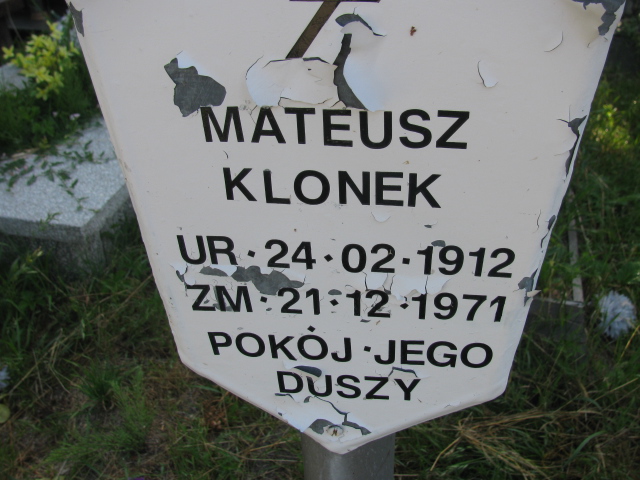 MATEUSZ
KLONEK
UR·24·02·1912
ZM·21·12·1971
POKÓJ·JEGO
DUSZY